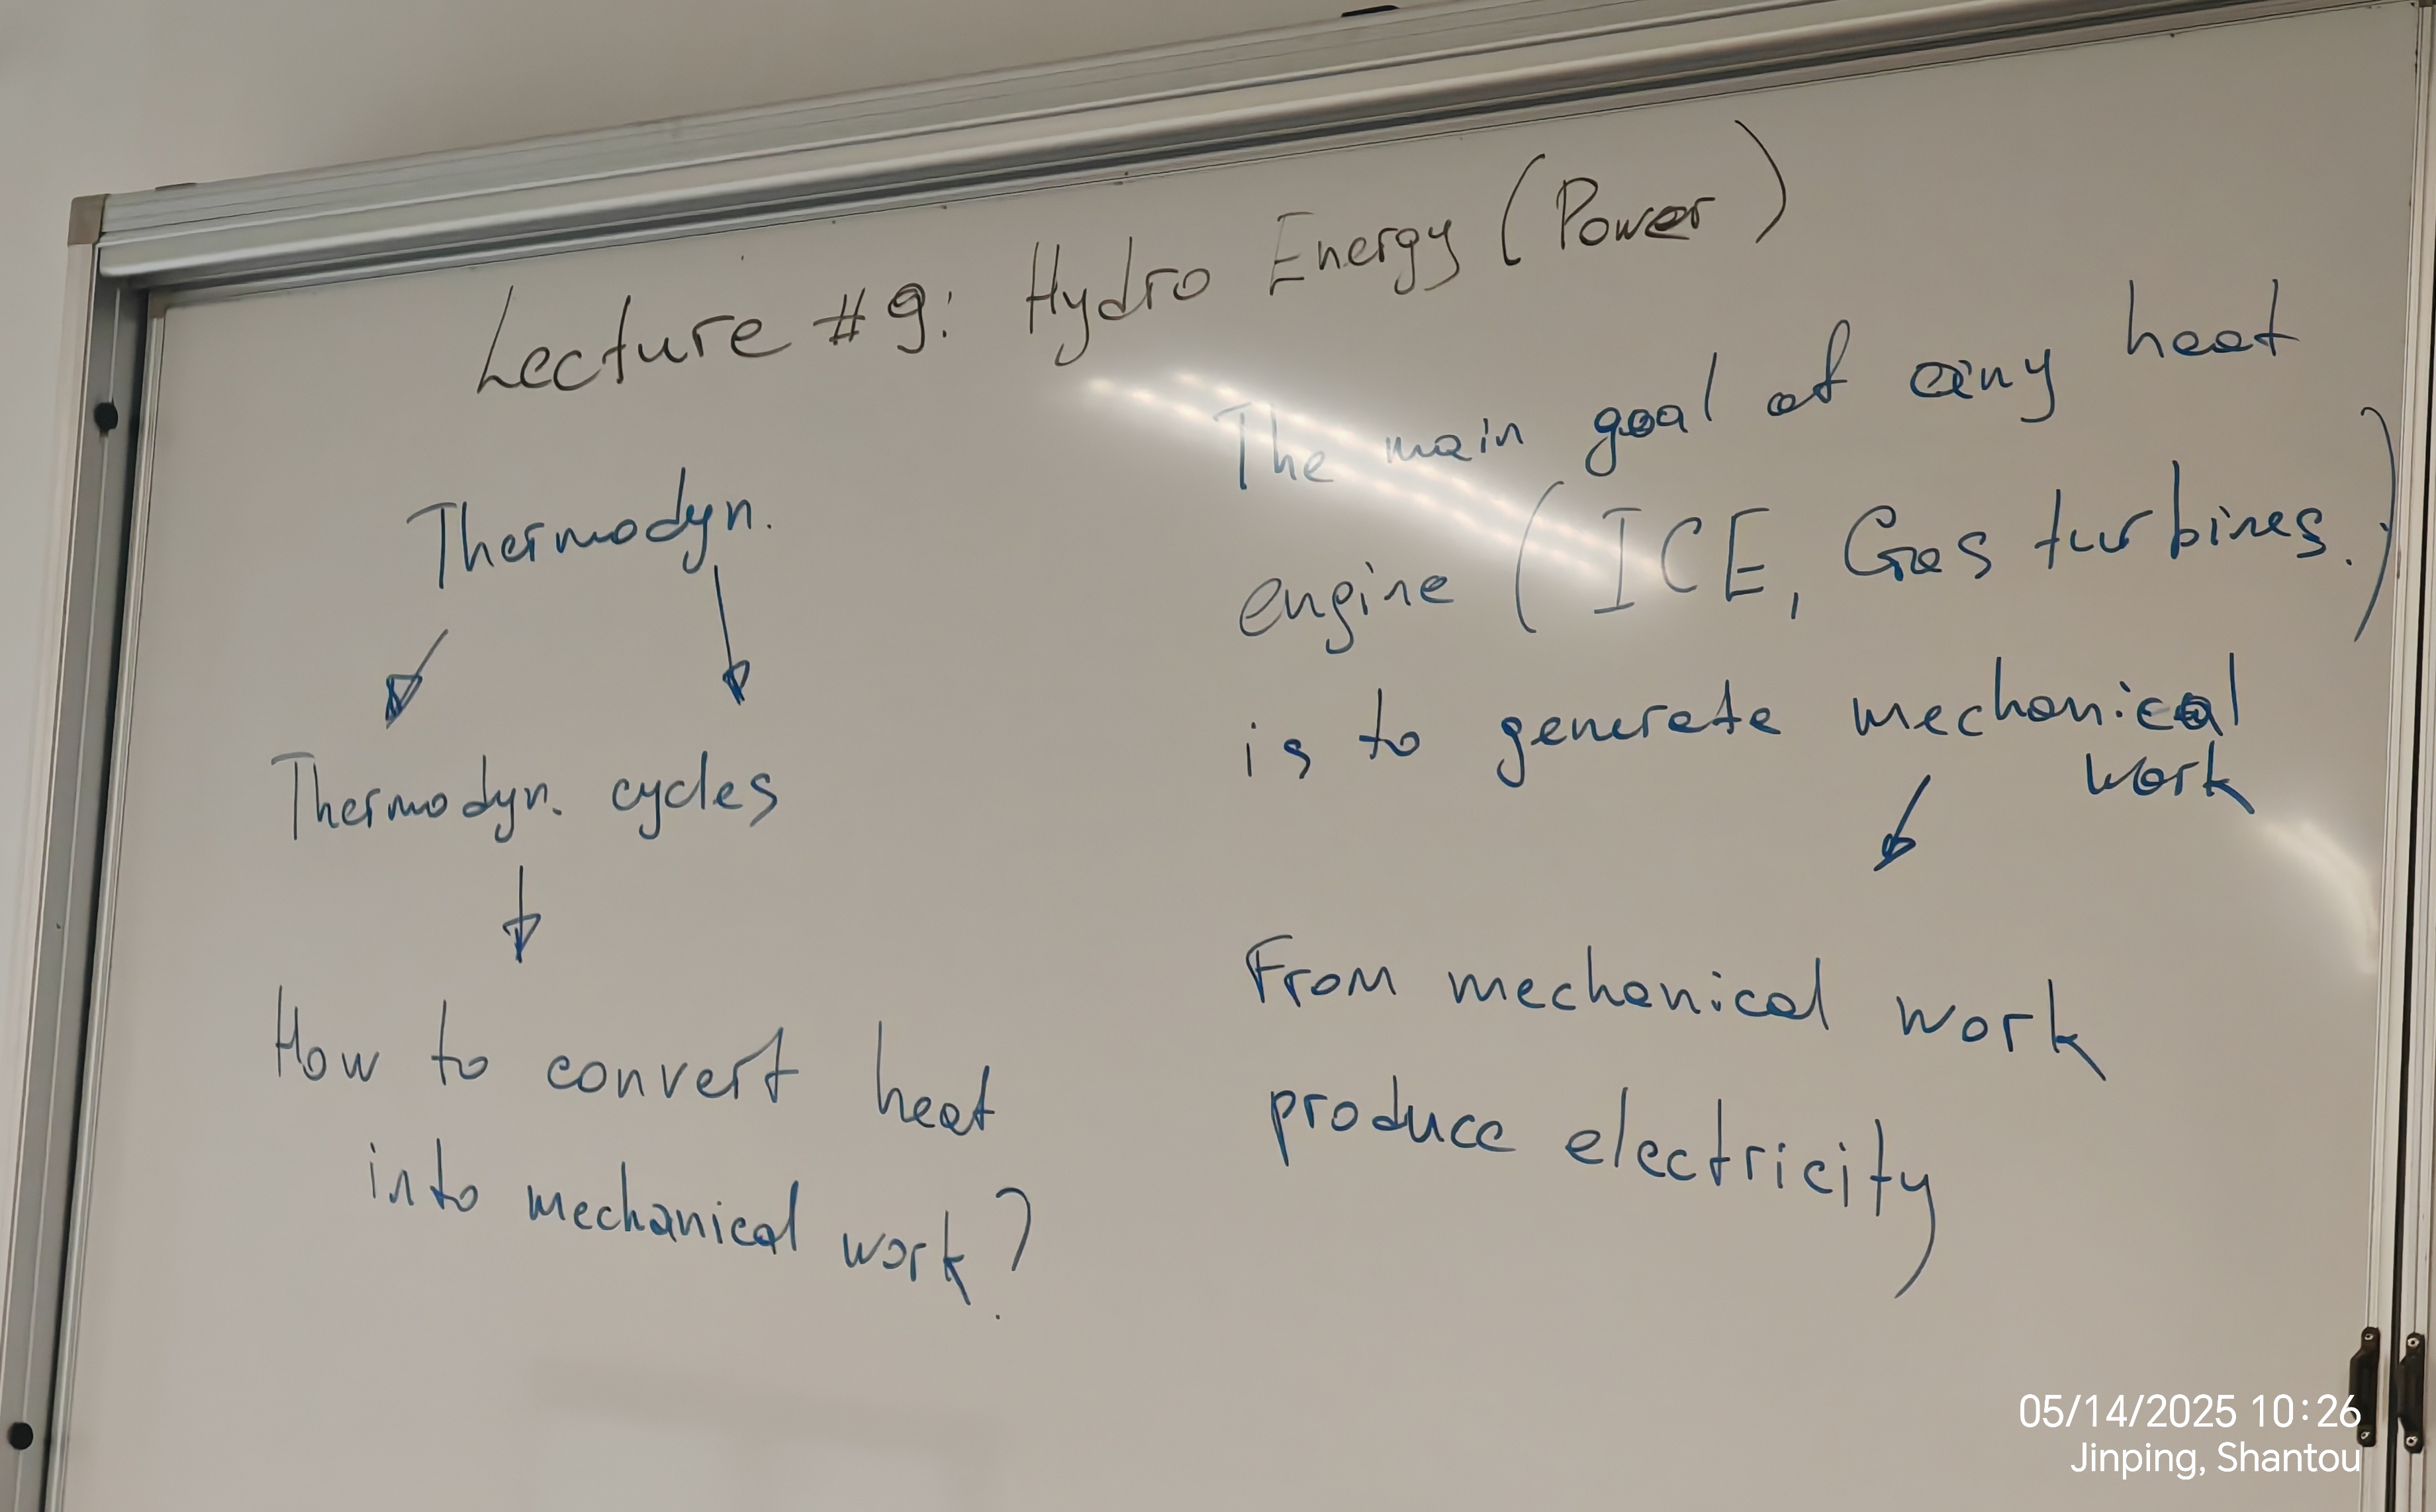 Lecture #9: Hydro Energy (Power)
Thermodyn.
Thermodyn. cycles
How to convert heat
into mechanical work?
The main goal of any heat
engine (ICE, Gas turbines.)
is to generate mechanical
work
From mechanical work
produce electricity
05/14/2025 10:26
Jinping, Shantou